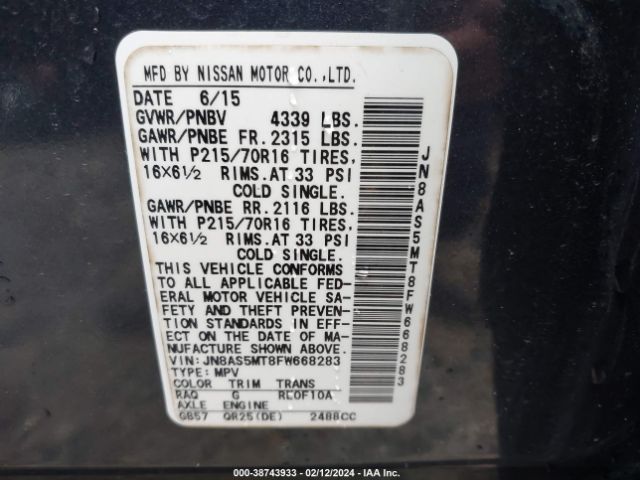 MFD BY NISSAN MOTOR CO.,LTD.
DATE 6/15
GVWR/PNBV 4339 LBS.
GAWR/PNBE FR.2315 LBS.
WITH P215/70R16 TIRES,
16×6½ RIMS.AT 33 PSI
COLD SINGLE.
GAWR/PNBE RR.2116 LBS.
WITH P215/70R16 TIRES,
16×6½ RIMS.AT 33 PSI
COLD SINGLE.
THIS VEHICLE CONFORMS
TO ALL APPLICABLE FED-
ERAL MOTOR VEHICLE SA-
FETY AND THEFT PREVEN-
TION STANDARDS IN EFF-
ECT ON THE DATE OF MA-
NUFACTURE SHOWN ABOVE.
VIN: JN8AS5MT8FW668283
TYPE: MPV
COLOR TRIM TRANS
RAQ G RE0F10A
AXLE ENGINE
GB57 QR25(DE) 2488CC
JN8AS5MT8FW668283
000-38743933 - 02/12/2024 - IAA Inc.